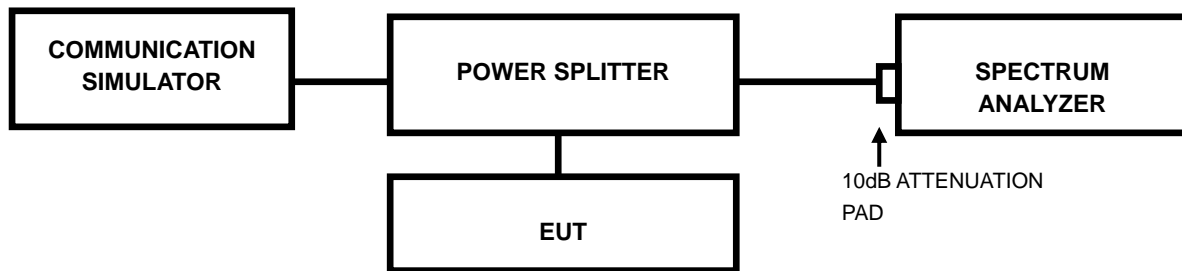 COMMUNICATION
SIMULATOR
POWER SPLITTER
SPECTRUM
ANALYZER
10dB ATTENUATION
PAD
EUT